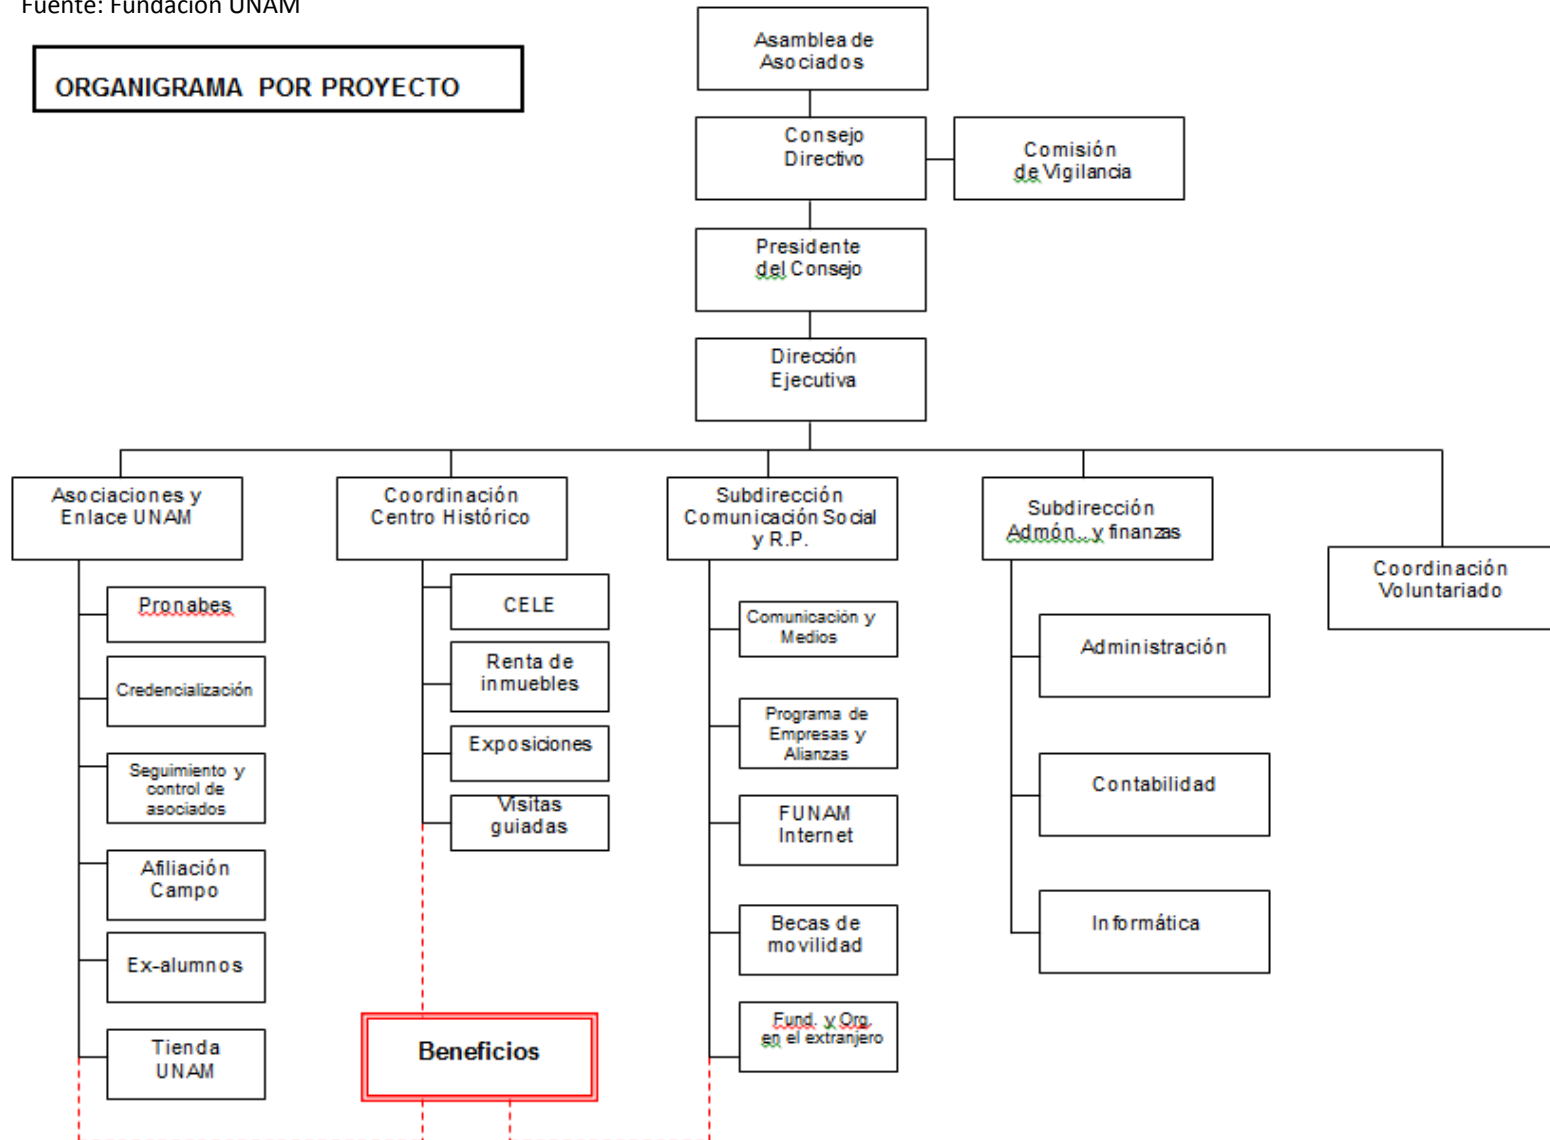 Fuente: Fundación UNAM
ORGANIGRAMA POR PROYECTO
Asamblea de
Asociados
Consejo
Directivo
Comisión
de Vigilancia
Presidente
del Consejo
Dirección
Ejecutiva
Asociaciones y
Enlace UNAM
Coordinación
Centro Histórico
Subdirección
Comunicación Social
y R.P.
Subdirección
Admón.. y finanzas
Coordinación
Voluntariado
Pronabes
Credencialización
Seguimiento y
control de
asociados
Afiliación
Campo
Ex-alumnos
Tienda
UNAM
CELE
Renta de
inmuebles
Exposiciones
Visitas
guiadas
Beneficios
Comunicación y
Medios
Programa de
Empresas y
Alianzas
FUNAM
Internet
Becas de
movilidad
Fund. y Org.
en el extranjero
Administración
Contabilidad
Informática